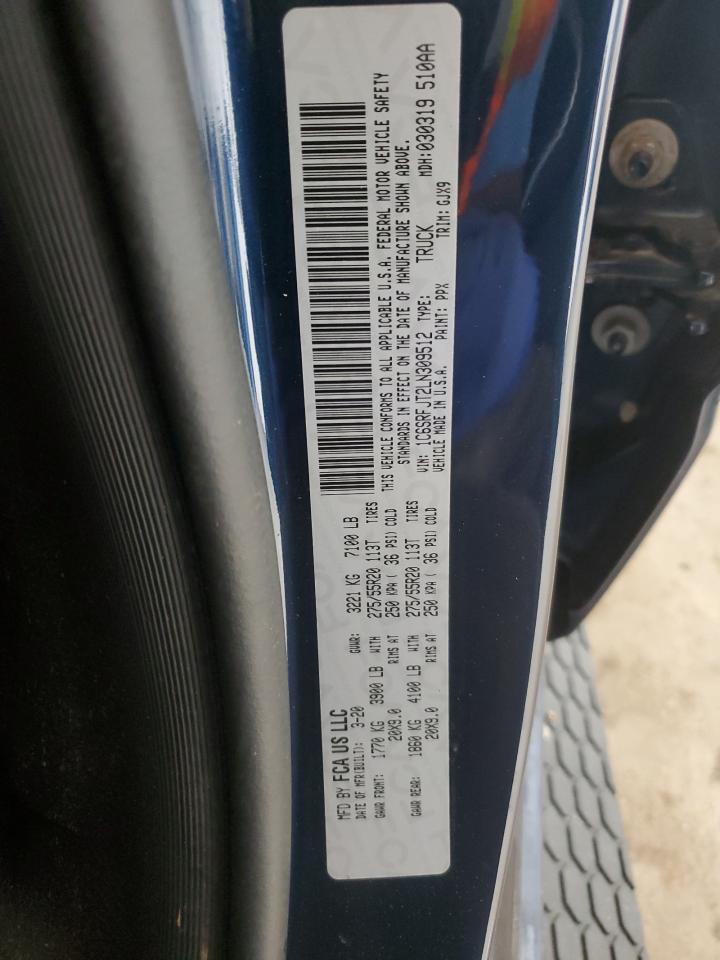 MFD BY FCA US LLC
DATE OF MFR(BUILT): 3-20 GVWR: 3221 KG 7100 LB
GAWR FRONT: 1770 KG 3900 LB WITH 275/55R20 113T TIRES
20X9.0 RIMS AT 250 KPA ( 36 PSI) COLD
GAWR REAR: 1860 KG 4100 LB WITH 275/55R20 113T TIRES
20X9.0 RIMS AT 250 KPA ( 36 PSI) COLD
THIS VEHICLE CONFORMS TO ALL APPLICABLE U.S.A. FEDERAL MOTOR VEHICLE SAFETY
STANDARDS IN EFFECT ON THE DATE OF MANUFACTURE SHOWN ABOVE.
VIN: 1C6SRFJT2LN309512 TYPE: TRUCK MDH:030319 510AA
VEHICLE MADE IN U.S.A. PAINT: PPX TRIM: GJX9